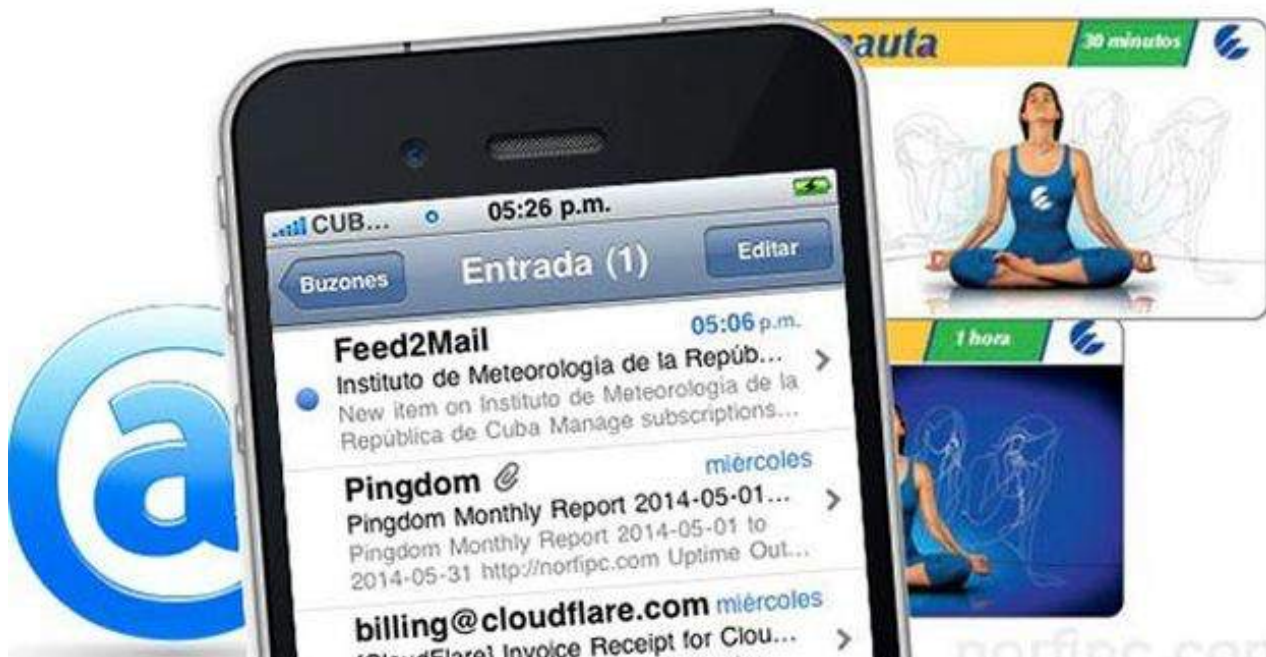 nauta
30 minutos
CUB...
05:26 p.m.
Buzones
Entrada (1)
Editar
Feed2Mail
05:06 p.m.
Instituto de Meteorología de la Repúb...
New item on Instituto de Meteorología de la
República de Cuba Manage subscriptions...
Pingdom
miércoles
Pingdom Monthly Report 2014-05-01...
Pingdom Monthly Report 2014-05-01 to
2014-05-31 http://norfipc.com Uptime Out...
billing@cloudflare.com miércoles
{CloudFlare} Invoice Receipt for Clou...
1 hora
@
norfipc.com